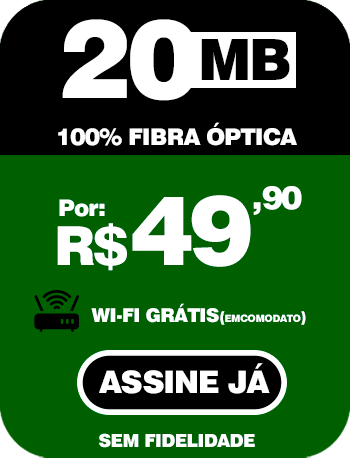 20 MB
100% FIBRA ÓPTICA
Por:
R$49,90
WI-FI GRÁTIS(EMCOMODATO)
ASSINE JÁ
SEM FIDELIDADE